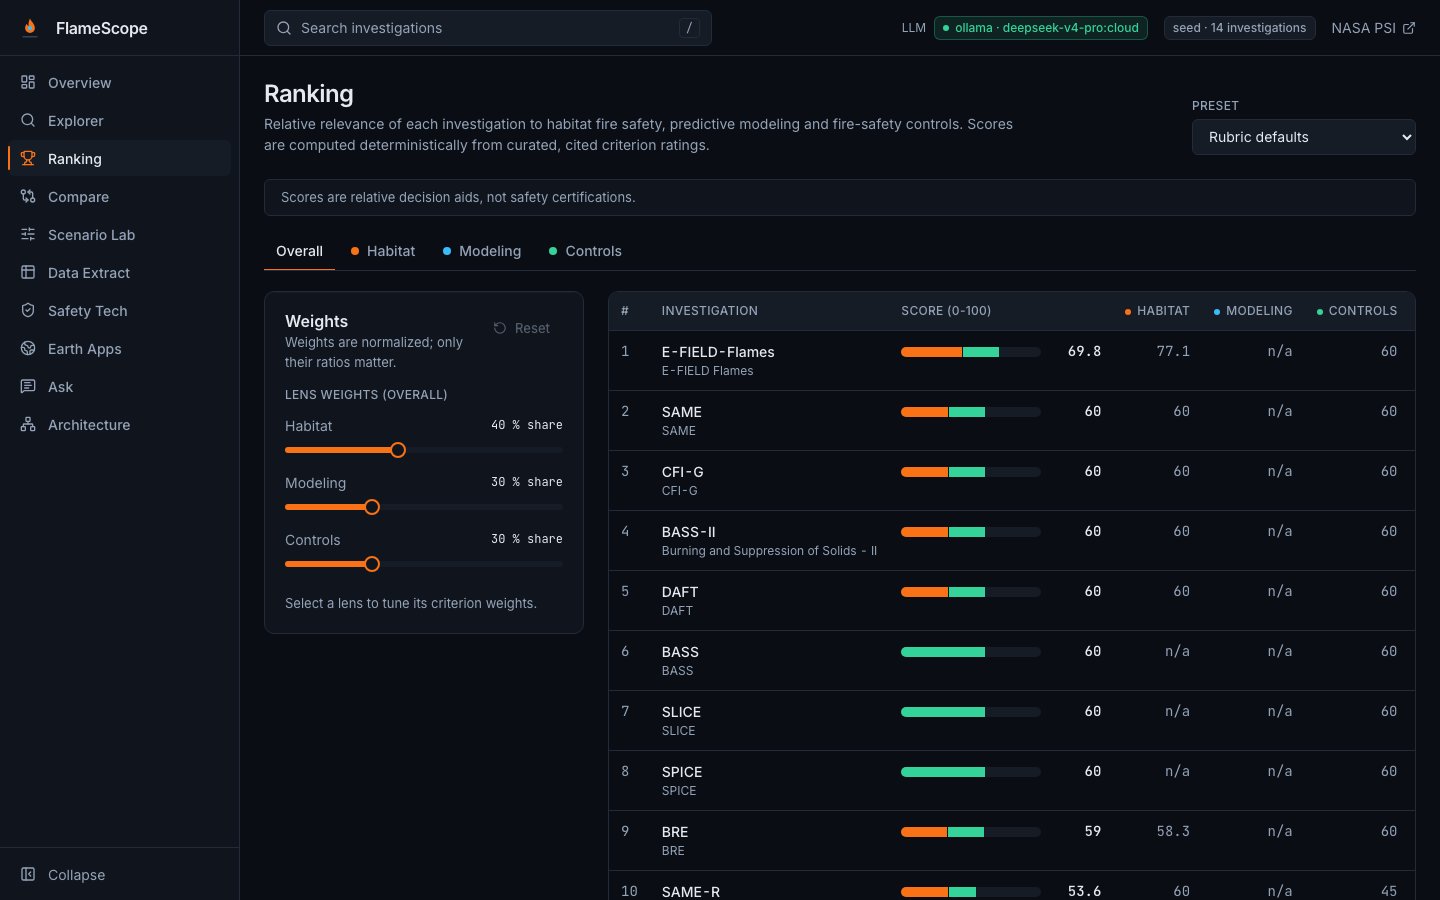 FlameScope
Search investigations
/
LLM
ollama · deepseek-v4-pro:cloud
seed · 14 investigations
NASA PSI
Overview
Explorer
Ranking
Compare
Scenario Lab
Data Extract
Safety Tech
Earth Apps
Ask
Architecture
Collapse
Ranking
Relative relevance of each investigation to habitat fire safety, predictive modeling and fire-safety controls. Scores
are computed deterministically from curated, cited criterion ratings.
PRESET
Rubric defaults
Scores are relative decision aids, not safety certifications.
Overall Habitat Modeling Controls
Weights
Reset
Weights are normalized; only
their ratios matter.
LENS WEIGHTS (OVERALL)
Habitat 40 % share
Modeling 30 % share
Controls 30 % share
Select a lens to tune its criterion weights.
# INVESTIGATION SCORE (0-100) HABITAT MODELING CONTROLS
1 E-FIELD-Flames 69.8 77.1 n/a 60
E-FIELD Flames
2 SAME 60 60 n/a 60
SAME
3 CFI-G 60 60 n/a 60
CFI-G
4 BASS-II 60 60 n/a 60
Burning and Suppression of Solids - II
5 DAFT 60 60 n/a 60
DAFT
6 BASS 60 n/a n/a 60
BASS
7 SLICE 60 n/a n/a 60
SLICE
8 SPICE 60 n/a n/a 60
SPICE
9 BRE 59 58.3 n/a 60
BRE
10 SAME-R 53.6 60 n/a 45